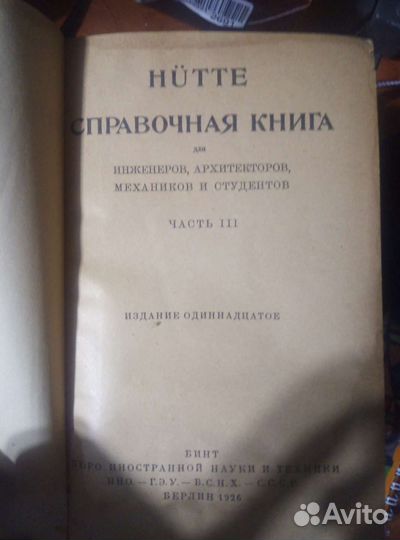 HÜTTE
СПРАВОЧНАЯ КНИГА
для
ИНЖЕНЕРОВ, АРХИТЕКТОРОВ,
МЕХАНИКОВ И СТУДЕНТОВ
ЧАСТЬ III
ИЗДАНИЕ ОДИННАДЦАТОЕ
БИНТ
БЮРО ИНОСТРАННОЙ НАУКИ И ТЕХНИКИ
ВНО. — Г.Э.У. — В.С.Н.Х. — С.С.С.Р.
БЕРЛИН 1926
Avito